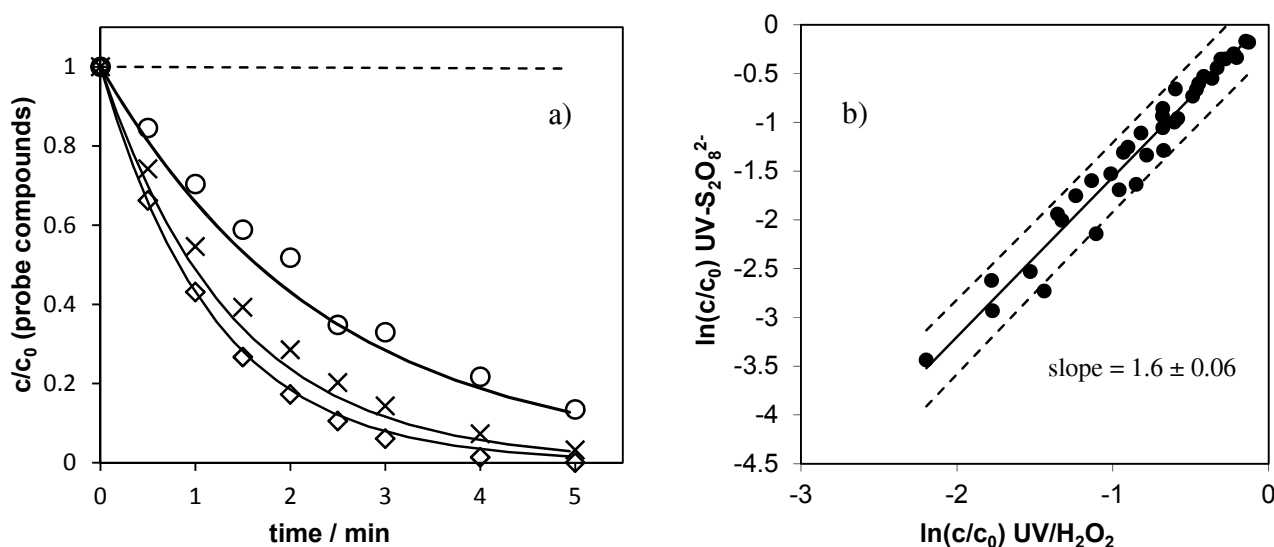 a)
c/c₀ (probe compounds)
1
0.8
0.6
0.4
0.2
0
0 1 2 3 4 5
time / min
b)
ln(c/c₀) UV-S₂O₈²⁻
0
-0.5
-1
-1.5
-2
-2.5
-3
-3.5
-4
-4.5
slope = 1.6 ± 0.06
-3 -2 -1 0
ln(c/c₀) UV/H₂O₂